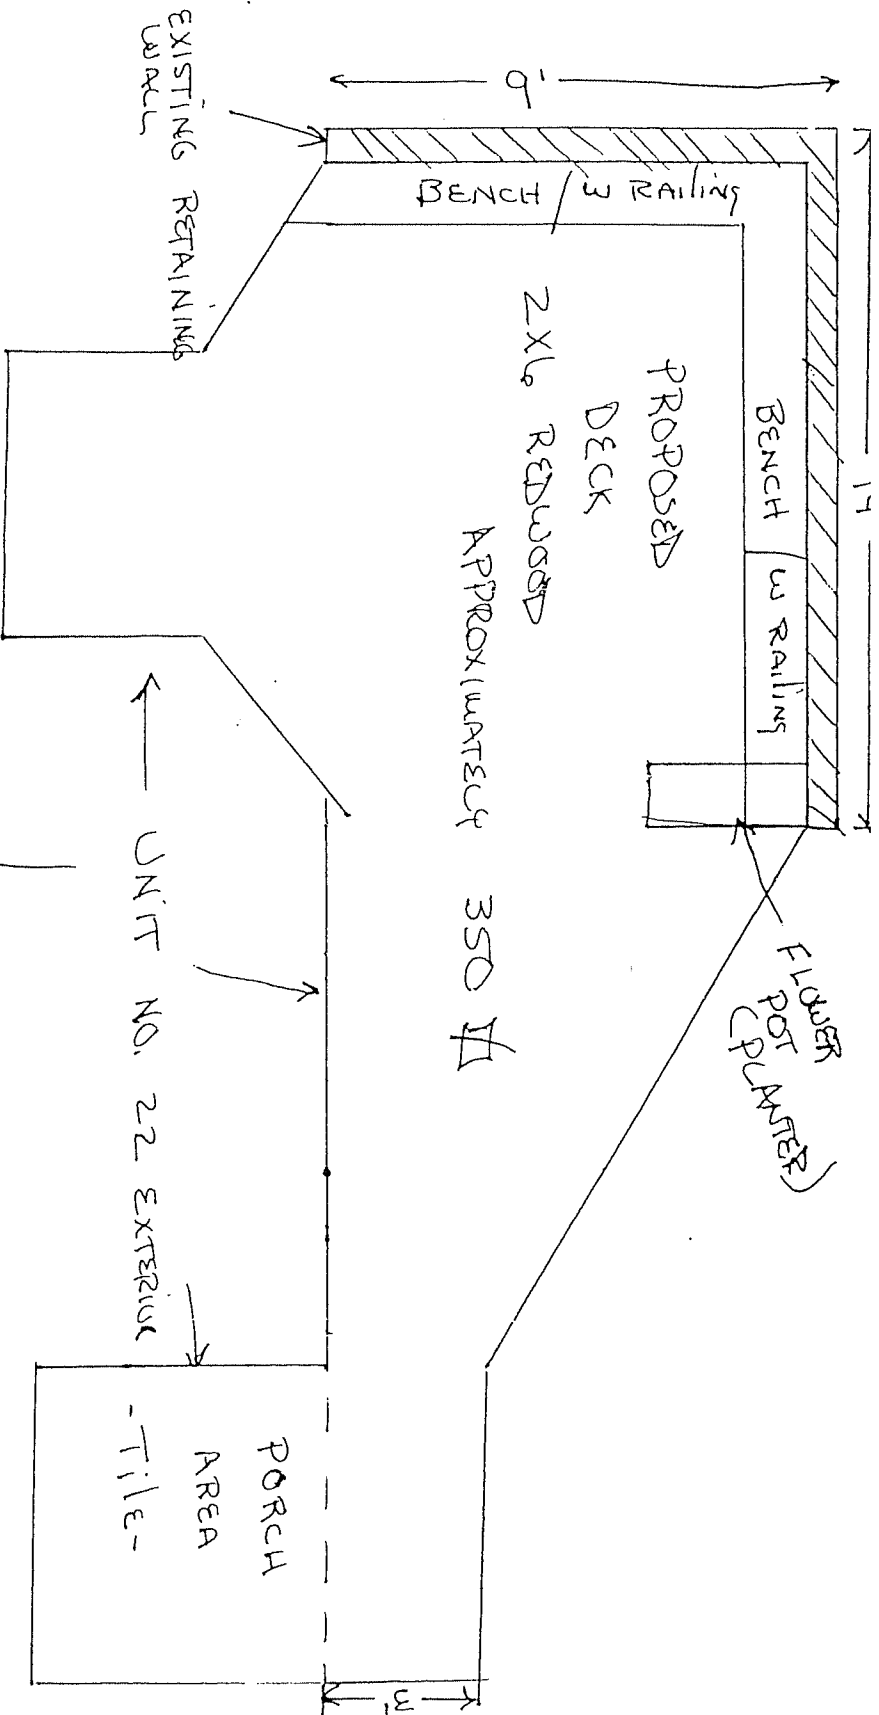 EXISTING RETAINING
WALL
9'
14
BENCH / W RAILING
BENCH W RAILING
PROPOSED
DECK
2X6 REDWOOD
APPROXIMATELY 350
FLOWER
POT
(PLANTER)
UNIT NO. 22 EXTERIOR
PORCH
AREA
-TILE-
3'